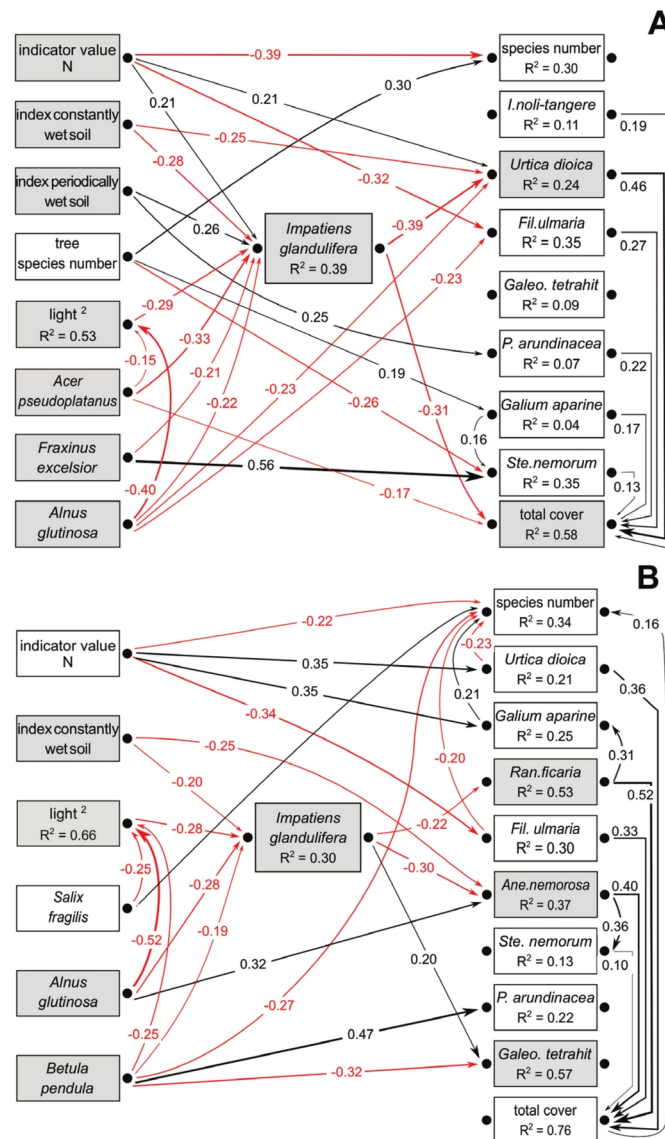 A
indicator value
N
index constantly
wet soil
index periodically
wet soil
tree
species number
light 2
R2 = 0.53
Acer
pseudoplatanus
Fraxinus
excelsior
Alnus
glutinosa
Impatiens
glandulifera
R2 = 0.39
species number
R2 = 0.30
I.noli-tangere
R2 = 0.11
Urtica dioica
R2 = 0.24
Fil.ulmaria
R2 = 0.35
Galeo. tetrahit
R2 = 0.09
P. arundinacea
R2 = 0.07
Galium aparine
R2 = 0.04
Ste.nemorum
R2 = 0.35
total cover
R2 = 0.58
-0.39
0.30
0.21
0.21
-0.25
-0.28
-0.32
0.26
-0.39
-0.23
-0.29
0.25
-0.33
-0.15
-0.21
0.19
-0.22
-0.23
-0.26
-0.31
0.56
-0.40
-0.17
0.16
0.19
0.46
0.27
0.22
0.17
0.13
B
indicator value
N
index constantly
wet soil
light 2
R2 = 0.66
Salix
fragilis
Alnus
glutinosa
Betula
pendula
Impatiens
glandulifera
R2 = 0.30
species number
R2 = 0.34
Urtica dioica
R2 = 0.21
Galium aparine
R2 = 0.25
Ran.ficaria
R2 = 0.53
Fil. ulmaria
R2 = 0.30
Ane.nemorosa
R2 = 0.37
Ste. nemorum
R2 = 0.13
P. arundinacea
R2 = 0.22
Galeo. tetrahit
R2 = 0.57
total cover
R2 = 0.76
-0.22
-0.23
0.35
0.35
0.21
-0.34
-0.25
-0.20
-0.20
-0.28
-0.22
-0.25
-0.28
-0.30
-0.52
-0.19
0.32
0.20
-0.27
-0.25
0.47
-0.32
0.16
0.36
0.31
0.52
0.33
0.40
0.36
0.10